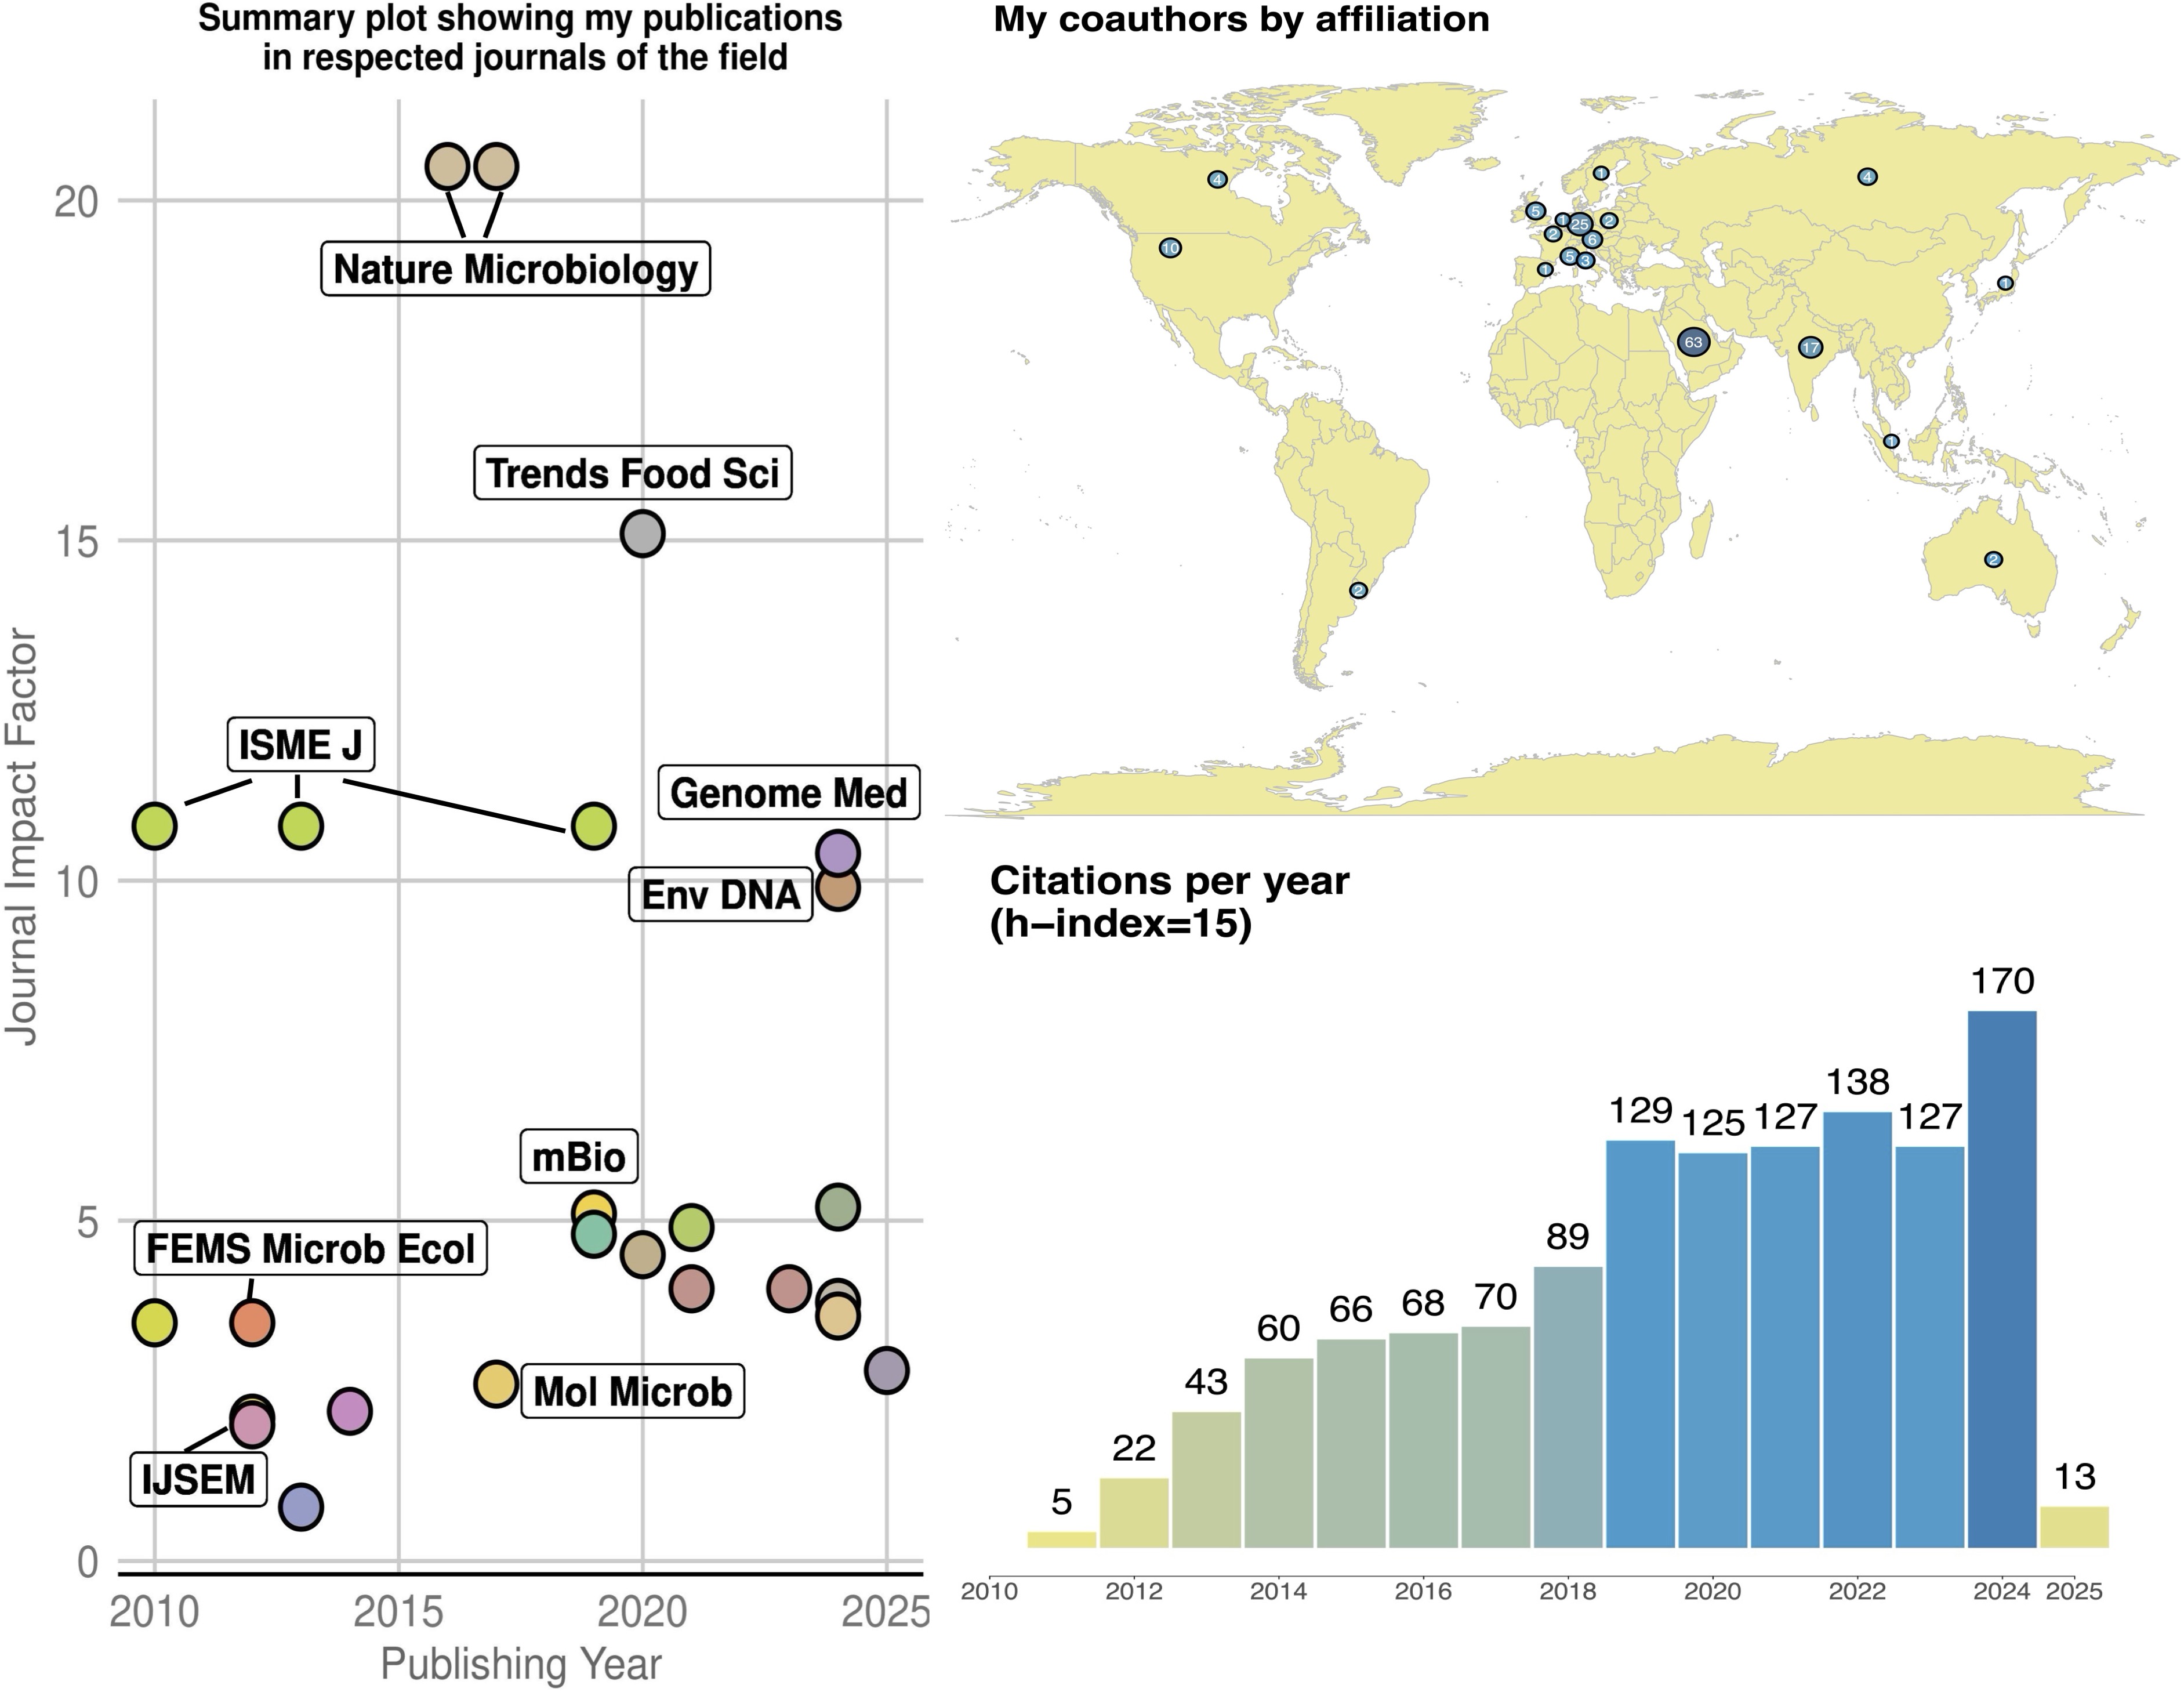 Summary plot showing my publications
in respected journals of the field
Journal Impact Factor
20
15
10
5
0
Nature Microbiology
Trends Food Sci
ISME J
Genome Med
Env DNA
mBio
FEMS Microb Ecol
Mol Microb
IJSEM
2010 2015 2020 2025
Publishing Year
My coauthors by affiliation
4
1
4
5
1
25
2
2
6
10
5
3
1
1
63
17
1
2
2
Citations per year
(h−index=15)
5
22
43
60
66
68
70
89
129
125
127
138
127
170
13
2010 2012 2014 2016 2018 2020 2022 2024 2025